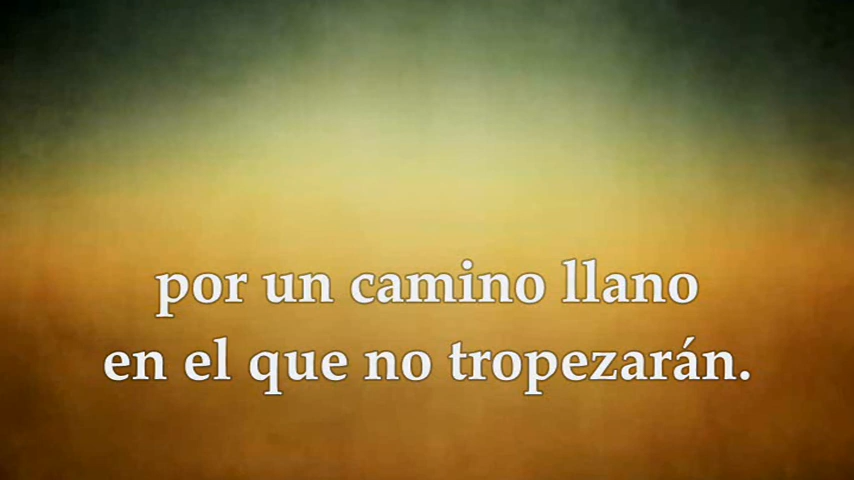 por un camino llano
en el que no tropezarán.